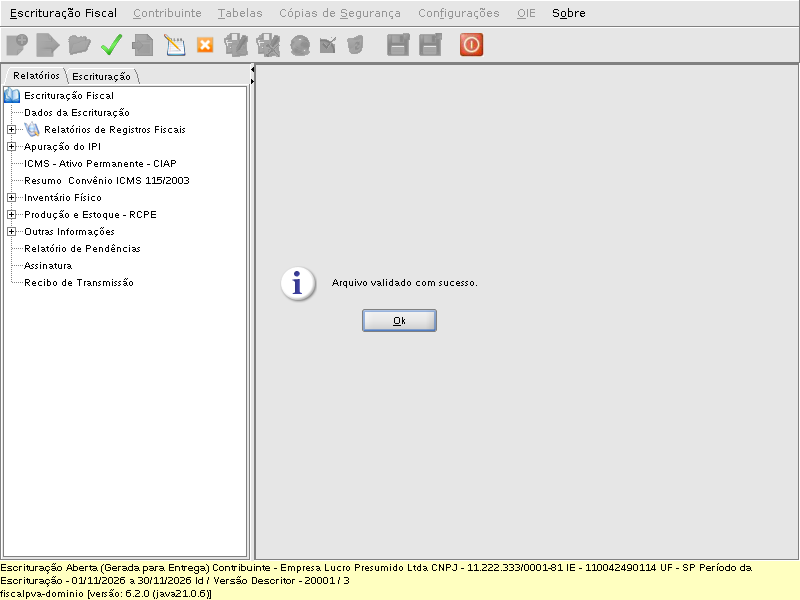 Escrituração Fiscal Contribuinte Tabelas Cópias de Segurança Configurações OIE Sobre
Relatórios Escrituração
Escrituração Fiscal
Dados da Escrituração
Relatórios de Registros Fiscais
Apuração do IPI
ICMS - Ativo Permanente - CIAP
Resumo Convênio ICMS 115/2003
Inventário Físico
Produção e Estoque - RCPE
Outras Informações
Relatório de Pendências
Assinatura
Recibo de Transmissão
Arquivo validado com sucesso.
Ok
Escrituração Aberta (Gerada para Entrega) Contribuinte - Empresa Lucro Presumido Ltda CNPJ - 11.222.333/0001-81 IE - 110042490114 UF - SP Período da
Escrituração - 01/11/2026 a 30/11/2026 Id / Versão Descritor - 20001 / 3
fiscalpva-dominio [versão: 6.2.0 (java21.0.6)]